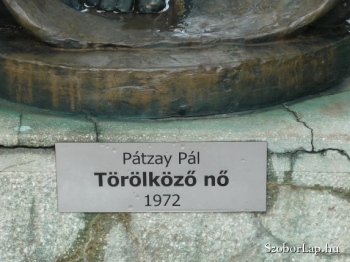 Pátzay Pál
Törölköző nő
1972
SzoborLap.hu